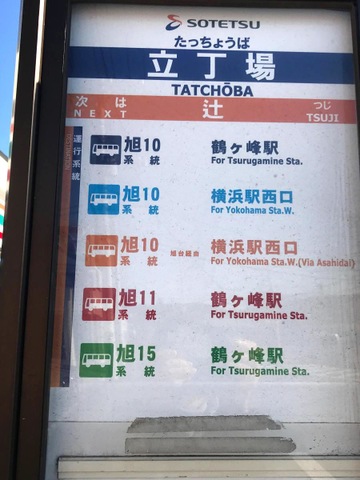 SOTETSU
たっちょうば
立丁場
TATCHŌBA
次は 辻 つじ
NEXT TSUJI
運行系統
旭10系統 鶴ヶ峰駅
For Tsurugamine Sta.
旭10系統 横浜駅西口
For Yokohama Sta.W.
旭10系統 旭台経由 横浜駅西口
For Yokohama Sta.W.(Via Asahidai)
旭11系統 鶴ヶ峰駅
For Tsurugamine Sta.
旭15系統 鶴ヶ峰駅
For Tsurugamine Sta.